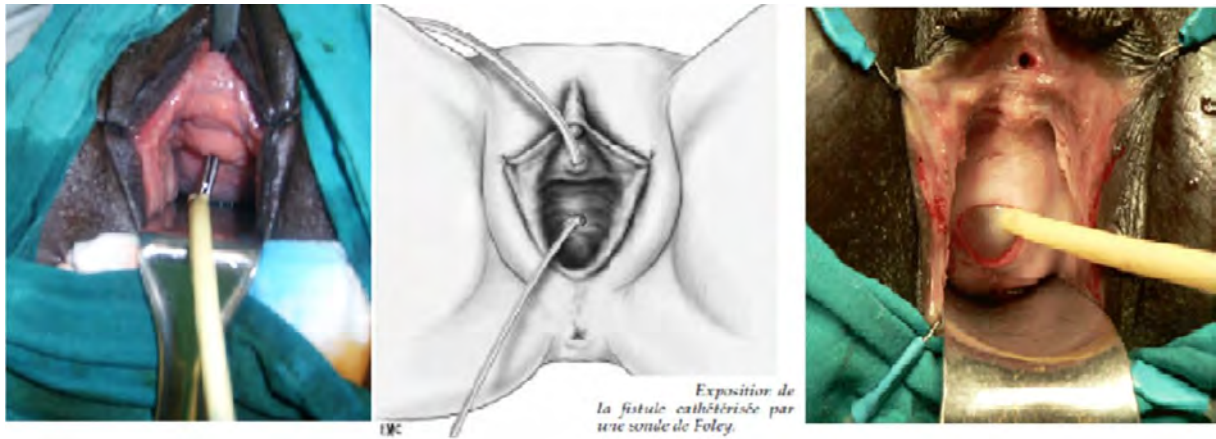 Exposition de
la fistule cathétérisée par
une sonde de Foley.
EMC